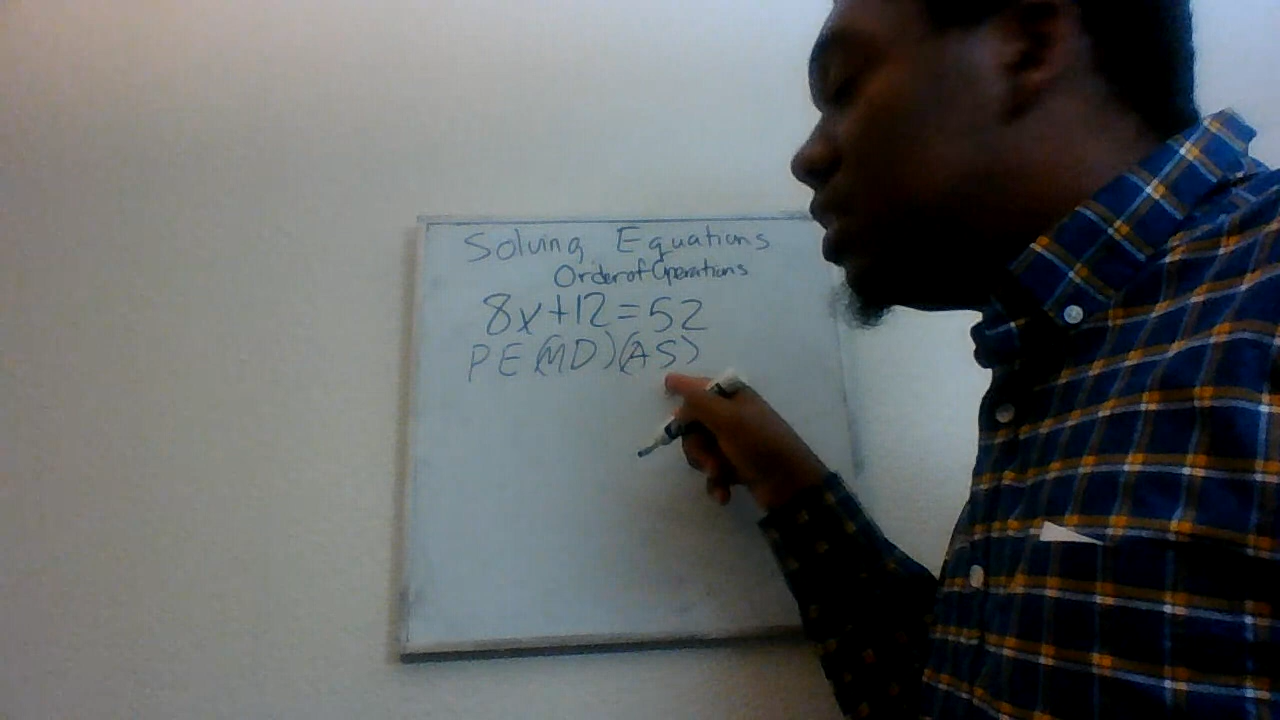 Solving Equations
Order of Operations
8x+12=52
PE(MD)(AS)